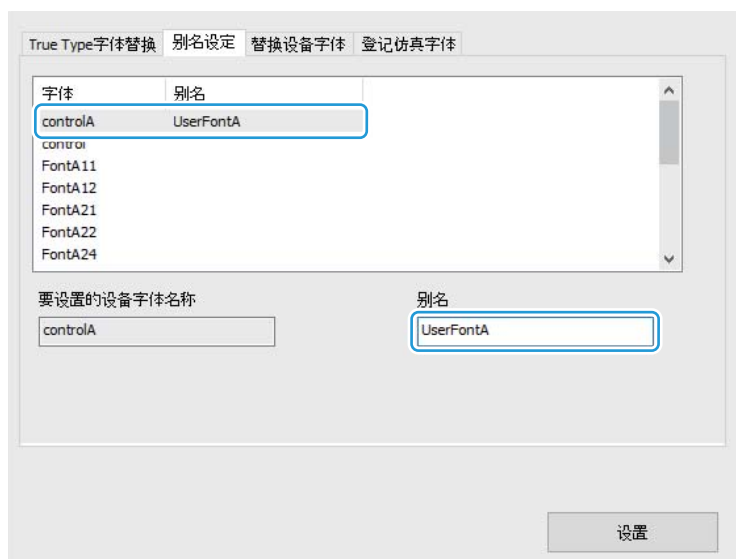 True Type字体替换 别名设定 替换设备字体 登记仿真字体
字体 别名
controlA UserFontA
control
FontA11
FontA12
FontA21
FontA22
FontA24
要设置的设备字体名称 别名
controlA UserFontA
设置